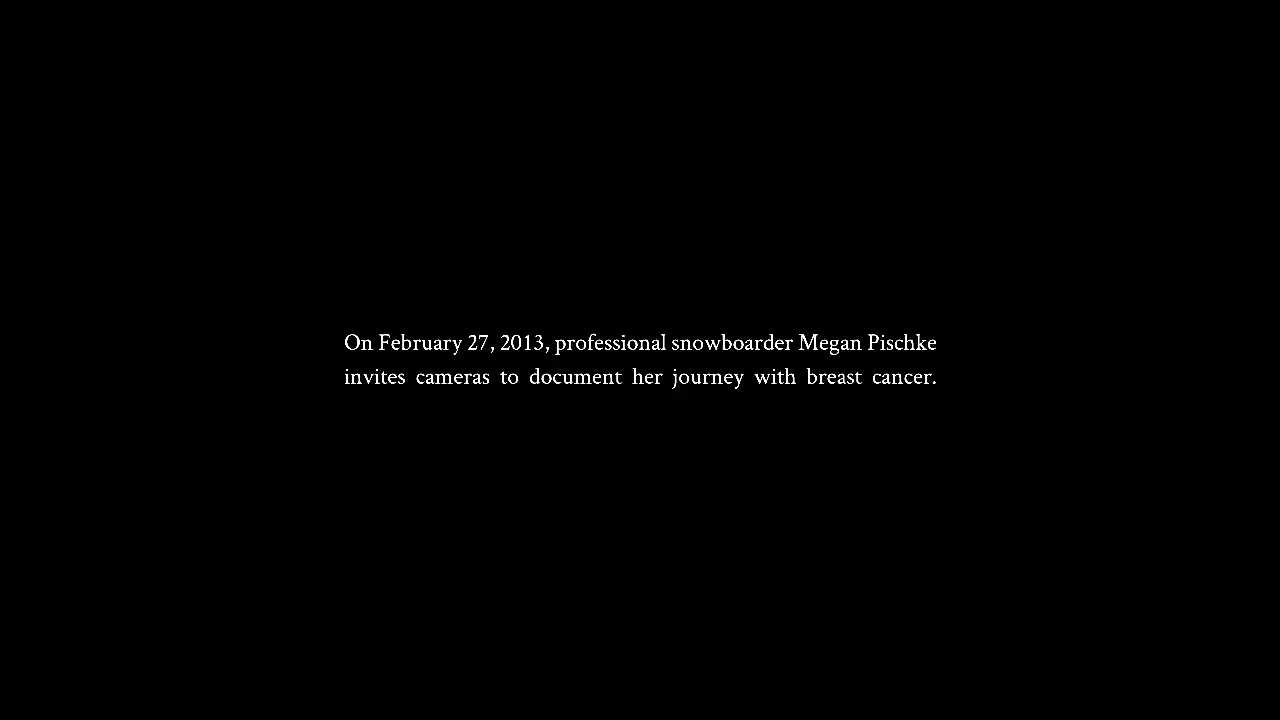 On February 27, 2013, professional snowboarder Megan Pischke
invites cameras to document her journey with breast cancer.